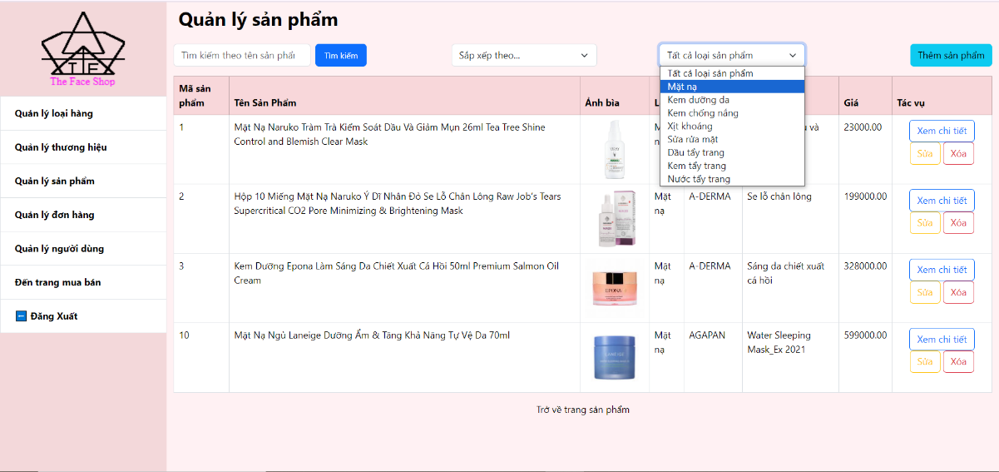 The Face Shop
Quản lý loại hàng
Quản lý thương hiệu
Quản lý sản phẩm
Quản lý đơn hàng
Quản lý người dùng
Đến trang mua bán
Đăng Xuất
Quản lý sản phẩm
Tìm kiếm theo tên sản phẩ
Tìm kiếm
Sắp xếp theo...
Tất cả loại sản phẩm
Thêm sản phẩm
Tất cả loại sản phẩm
Mặt nạ
Kem dưỡng da
Kem chống nắng
Xịt khoáng
Sữa rửa mặt
Dầu tẩy trang
Kem tẩy trang
Nước tẩy trang
Mã sản
phẩm
Tên Sản Phẩm
Ảnh bìa
Giá
Tác vụ
1
Mặt Nạ Naruko Tràm Trà Kiểm Soát Dầu Và Giảm Mụn 26ml Tea Tree Shine
Control and Blemish Clear Mask
và
23000.00
Xem chi tiết
Sửa
Xóa
2
Hộp 10 Miếng Mặt Nạ Naruko Ý Dĩ Nhân Đỏ Se Lỗ Chân Lông Raw Job's Tears
Supercritical CO2 Pore Minimizing & Brightening Mask
Mặt
nạ
A-DERMA
Se lỗ chân lông
199000.00
Xem chi tiết
Sửa
Xóa
3
Kem Dưỡng Epona Làm Sáng Da Chiết Xuất Cá Hồi 50ml Premium Salmon Oil
Cream
EPONA
Mặt
nạ
A-DERMA
Sáng da chiết xuất
cá hồi
328000.00
Xem chi tiết
Sửa
Xóa
10
Mặt Nạ Ngủ Laneige Dưỡng Ẩm & Tăng Khả Năng Tự Vệ Da 70ml
LANEIGE
Mặt
nạ
AGAPAN
Water Sleeping
Mask_Ex 2021
599000.00
Xem chi tiết
Sửa
Xóa
Trở về trang sản phẩm